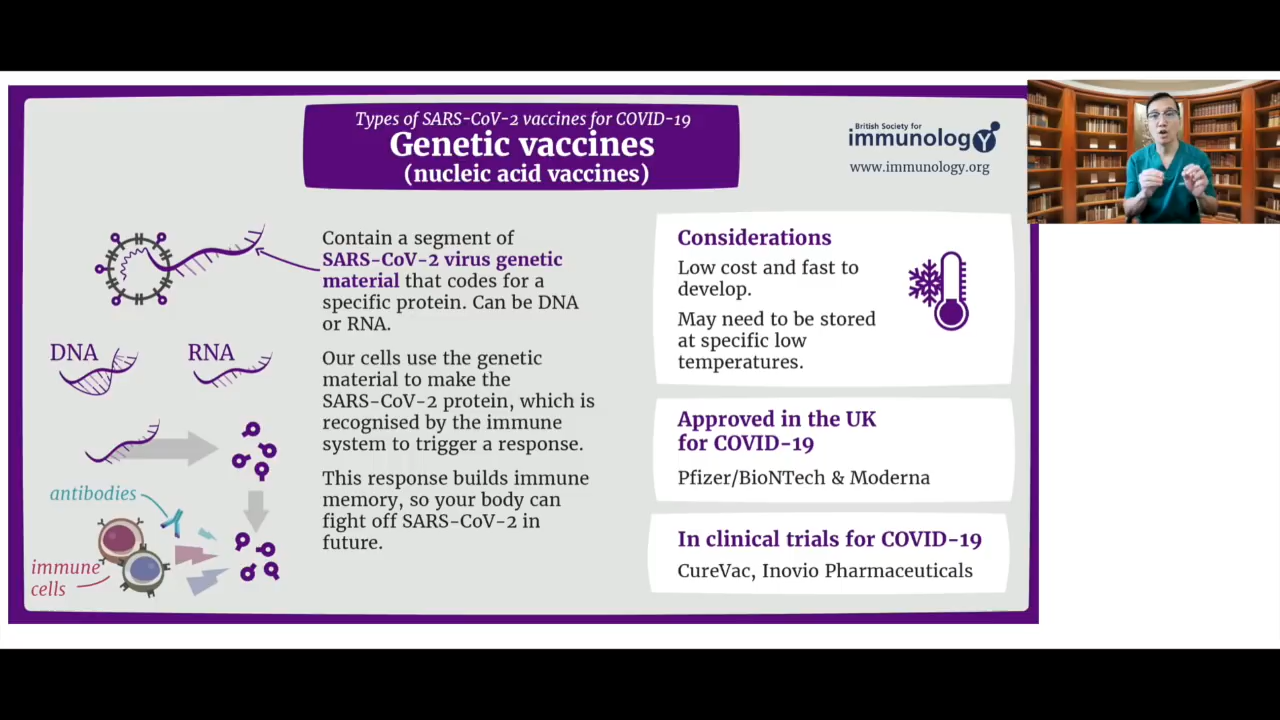 Types of SARS-CoV-2 vaccines for COVID-19
Genetic vaccines
(nucleic acid vaccines)
British Society for
immunology
www.immunology.org
Contain a segment of
SARS-CoV-2 virus genetic
material that codes for a
specific protein. Can be DNA
or RNA.
DNA
RNA
Our cells use the genetic
material to make the
SARS-CoV-2 protein, which is
recognised by the immune
system to trigger a response.
antibodies
immune
cells
This response builds immune
memory, so your body can
fight off SARS-CoV-2 in
future.
Considerations
Low cost and fast to
develop.
May need to be stored
at specific low
temperatures.
Approved in the UK
for COVID-19
Pfizer/BioNTech & Moderna
In clinical trials for COVID-19
CureVac, Inovio Pharmaceuticals